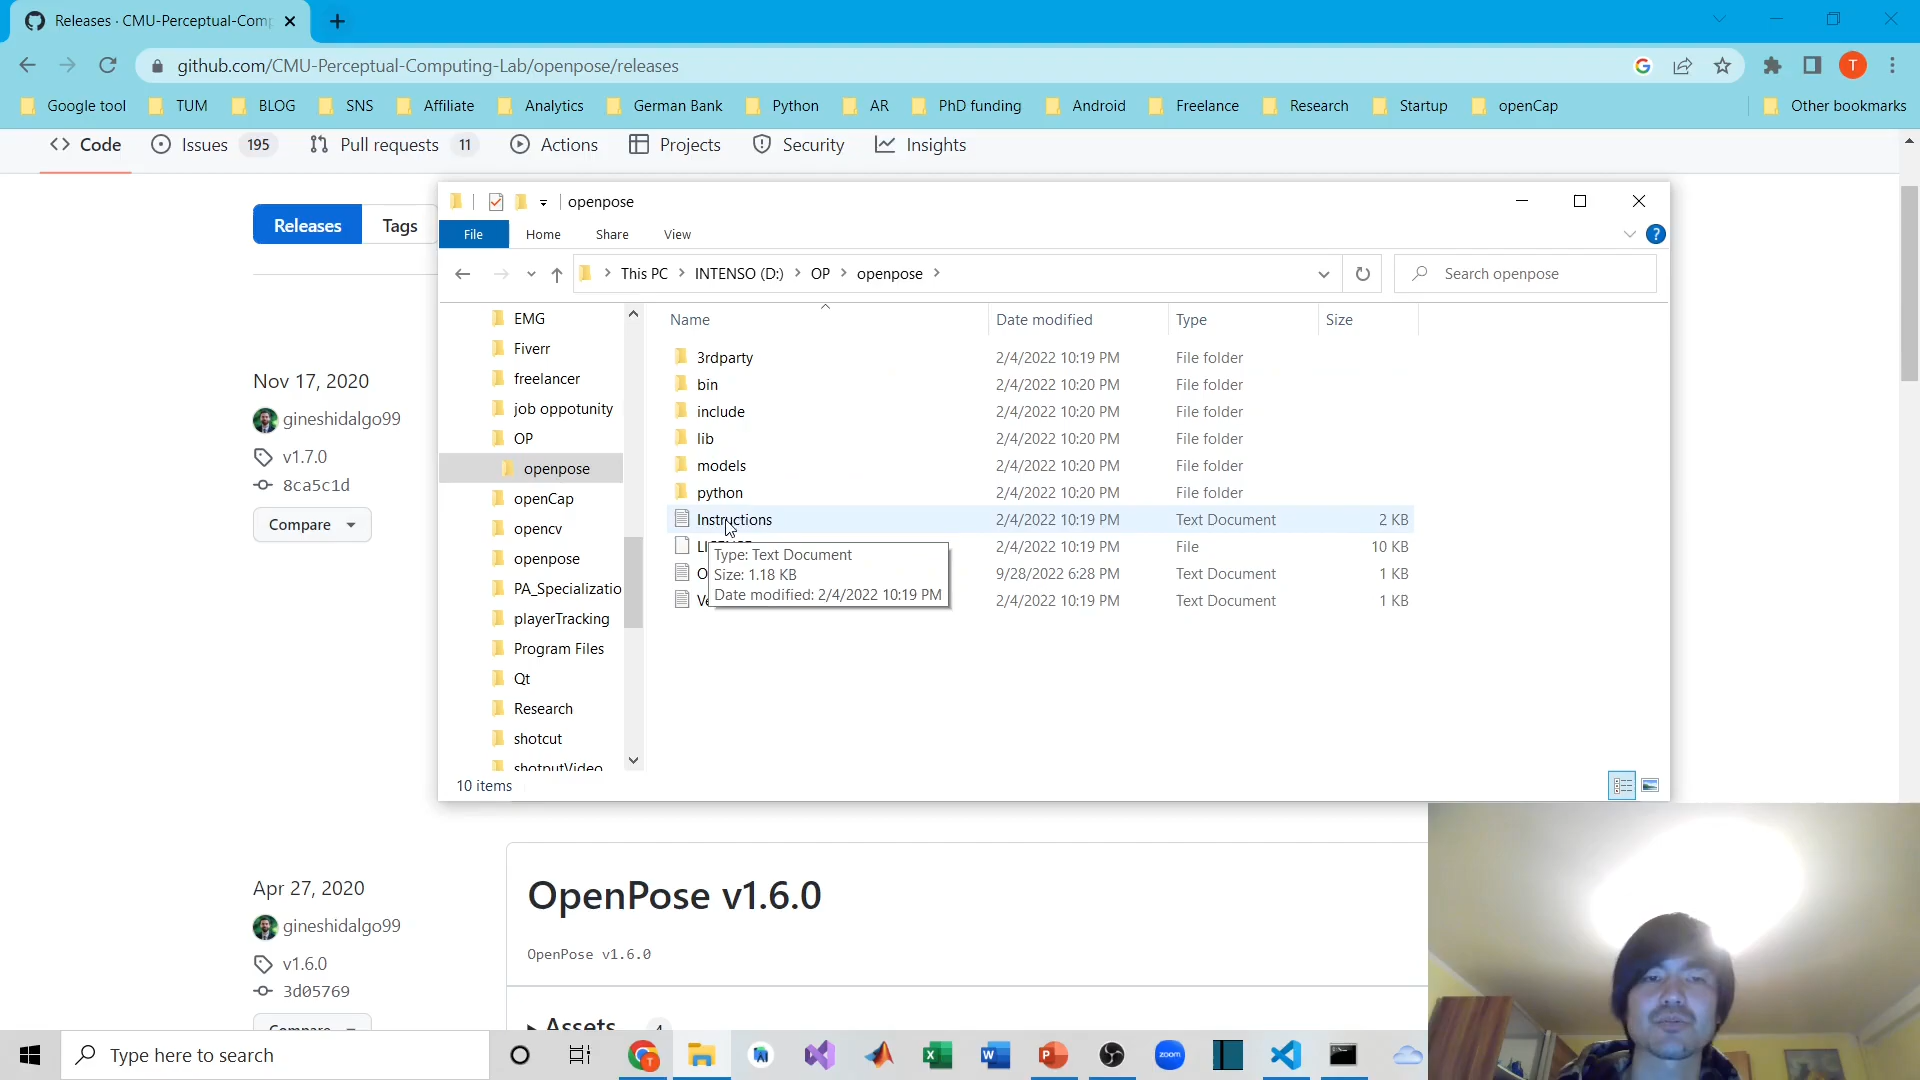 Releases · CMU-Perceptual-Comp
github.com/CMU-Perceptual-Computing-Lab/openpose/releases
T
Google tool TUM BLOG SNS Affiliate Analytics German Bank Python AR PhD funding Android Freelance Research Startup openCap Other bookmarks
Code Issues 195 Pull requests 11 Actions Projects Security Insights
Releases Tags
openpose
File Home Share View
This PC INTENSO (D:) OP openpose Search openpose
Name Date modified Type Size
EMG
Fiverr
freelancer
job oppotunity
OP
openpose
openCap
opencv
openpose
PA_Specializatio
playerTracking
Program Files
Qt
Research
shotcut
shotputVideo
3rdparty 2/4/2022 10:19 PM File folder
bin 2/4/2022 10:20 PM File folder
include 2/4/2022 10:20 PM File folder
lib 2/4/2022 10:20 PM File folder
models 2/4/2022 10:20 PM File folder
python 2/4/2022 10:20 PM File folder
Instructions 2/4/2022 10:19 PM Text Document 2 KB
2/4/2022 10:19 PM File 10 KB
O 9/28/2022 6:28 PM Text Document 1 KB
Ve 2/4/2022 10:19 PM Text Document 1 KB
Type: Text Document
Size: 1.18 KB
Date modified: 2/4/2022 10:19 PM
10 items
Nov 17, 2020
gineshidalgo99
v1.7.0
8ca5c1d
Compare
Apr 27, 2020
gineshidalgo99
v1.6.0
3d05769
Compare
OpenPose v1.6.0
OpenPose v1.6.0
Assets 4
Type here to search
zoom